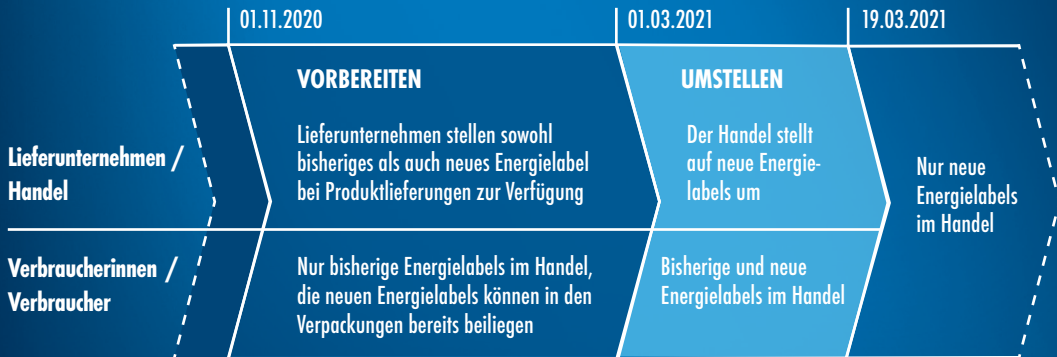 01.11.2020
01.03.2021
19.03.2021
VORBEREITEN
UMSTELLEN
Lieferunternehmen /
Handel
Lieferunternehmen stellen sowohl
bisheriges als auch neues Energielabel
bei Produktlieferungen zur Verfügung
Der Handel stellt
auf neue Energie-
labels um
Nur neue
Energielabels
im Handel
Verbraucherinnen /
Verbraucher
Nur bisherige Energielabels im Handel,
die neuen Energielabels können in den
Verpackungen bereits beiliegen
Bisherige und neue
Energielabels im Handel